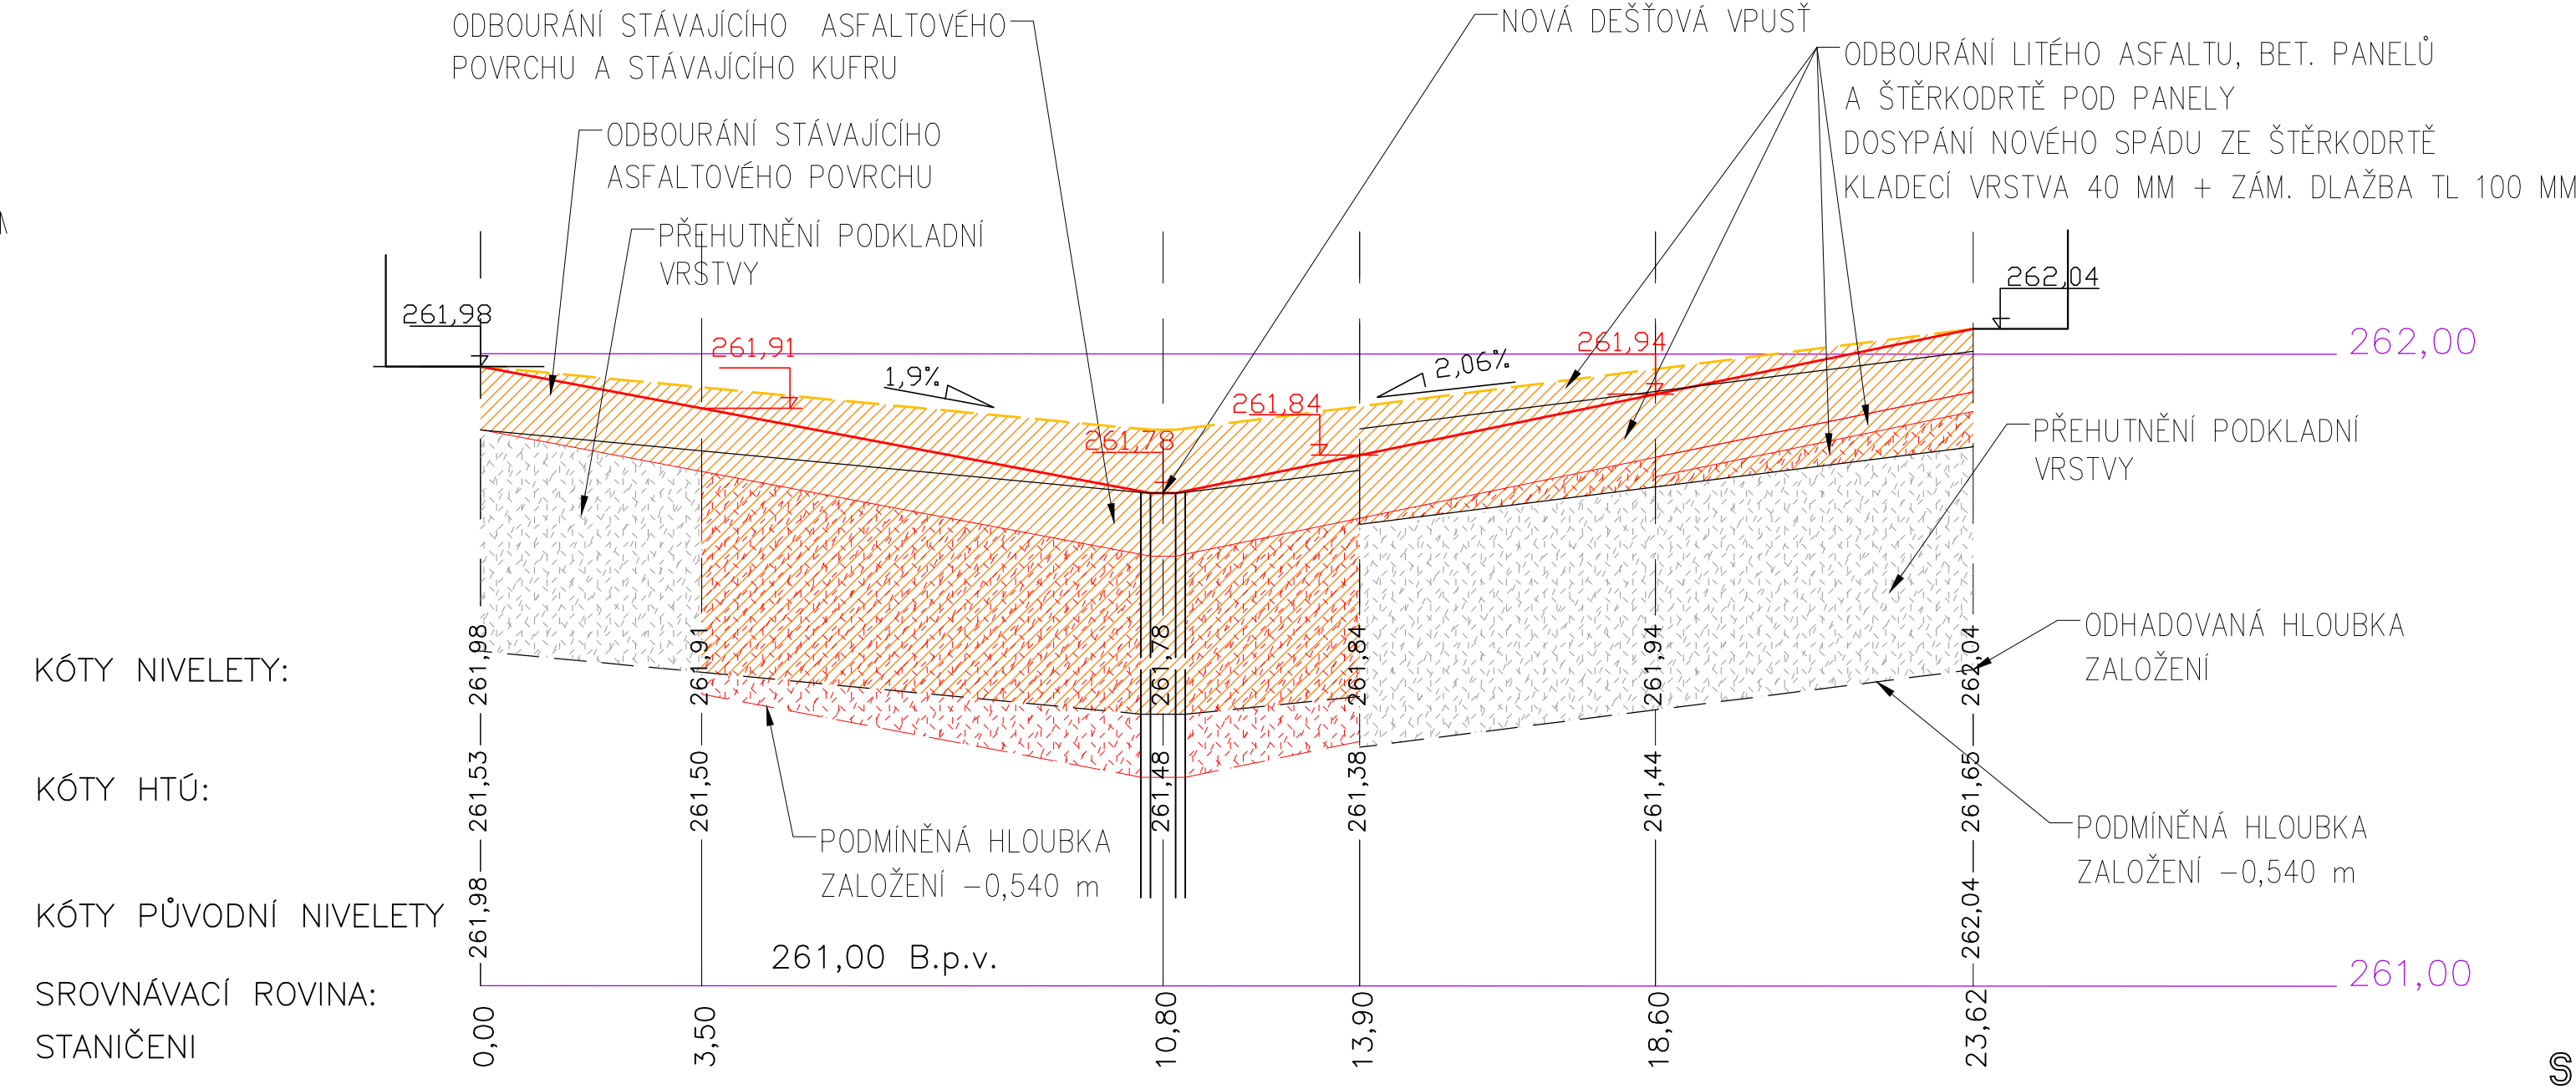 ODBOURÁNÍ STÁVAJÍCÍHO ASFALTOVÉHO
POVRCHU A STÁVAJÍCÍHO KUFRU
NOVÁ DEŠŤOVÁ VPUSŤ
ODBOURÁNÍ LITÉHO ASFALTU, BET. PANELŮ
A ŠTĚRKODRTĚ POD PANELY
DOSYPÁNÍ NOVÉHO SPÁDU ZE ŠTĚRKODRTĚ
KLADECÍ VRSTVA 40 MM + ZÁM. DLAŽBA TL 100 MM
ODBOURÁNÍ STÁVAJÍCÍHO
ASFALTOVÉHO POVRCHU
PŘEHUTNĚNÍ PODKLADNÍ
VRSTVY
261,98
261,91
1,9%
261,78
261,84
2,06%
261,94
262,04
262,00
PŘEHUTNĚNÍ PODKLADNÍ
VRSTVY
ODHADOVANÁ HLOUBKA
ZALOŽENÍ
KÓTY NIVELETY:
261,98
261,91
261,78
261,84
261,94
262,04
KÓTY HTÚ:
261,53
261,50
261,48
261,38
261,44
261,65
PODMÍNĚNÁ HLOUBKA
ZALOŽENÍ -0,540 m
PODMÍNĚNÁ HLOUBKA
ZALOŽENÍ -0,540 m
KÓTY PŮVODNÍ NIVELETY
261,98
262,04
261,00 B.p.v.
SROVNÁVACÍ ROVINA:
261,00
STANIČENI
0,00
3,50
10,80
13,90
18,60
23,62
S